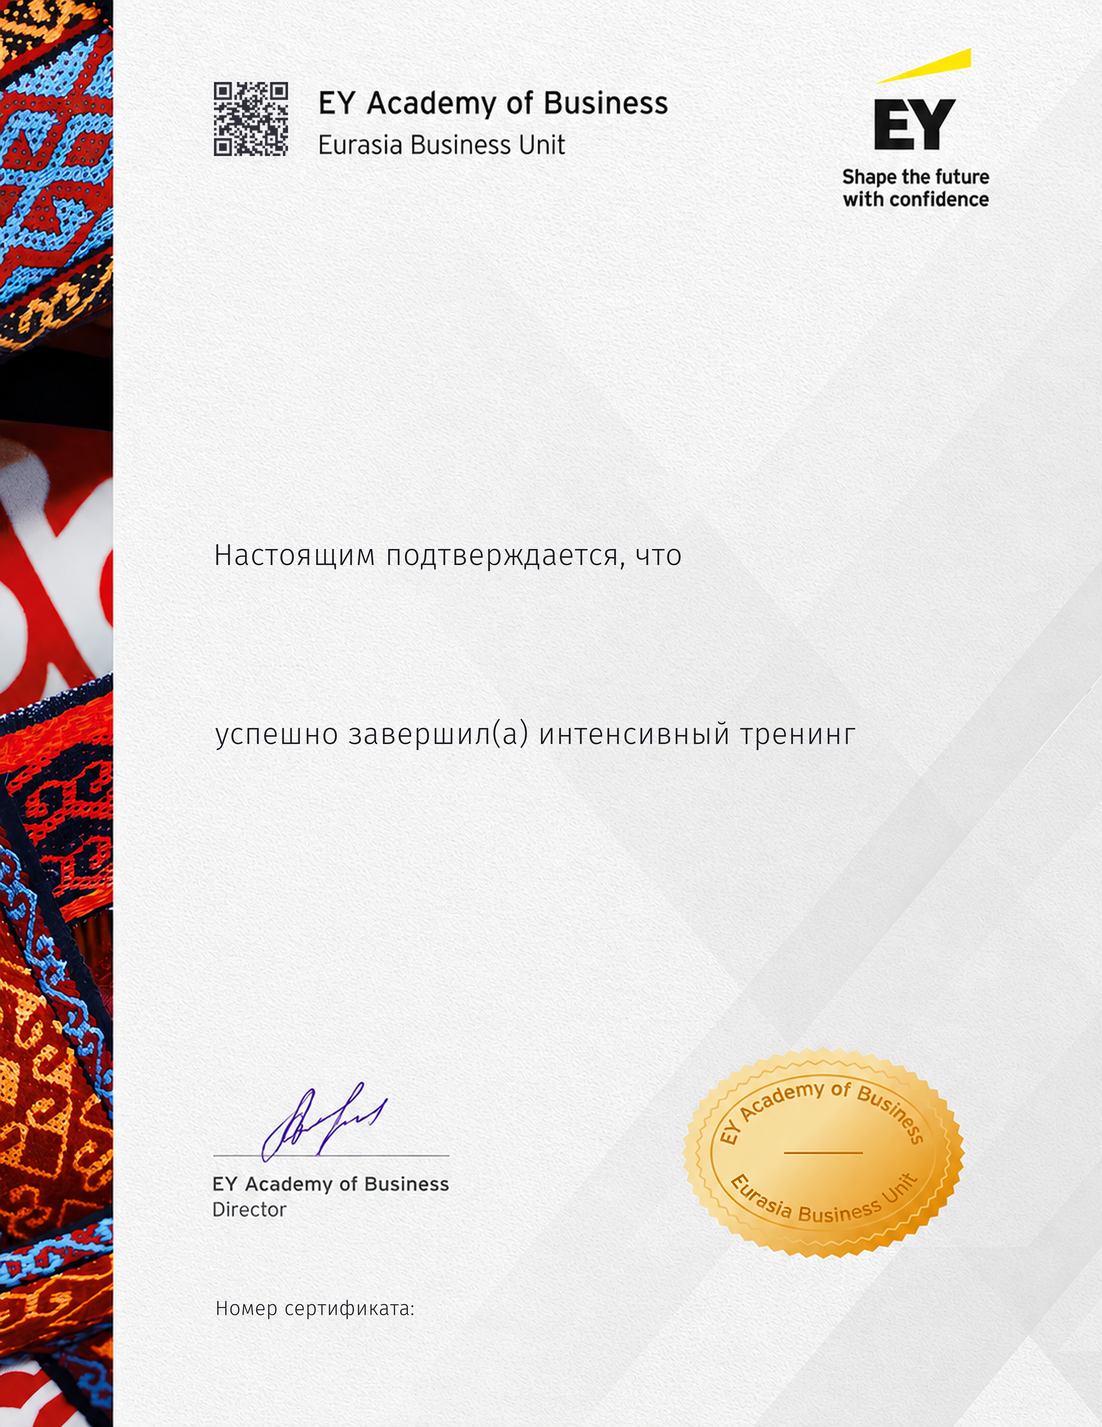 EY Academy of Business
Eurasia Business Unit
EY
Shape the future
with confidence
Настоящим подтверждается, что
успешно завершил(а) интенсивный тренинг
EY Academy of Business
Director
EY Academy of Business
Eurasia Business Unit
Номер сертификата: